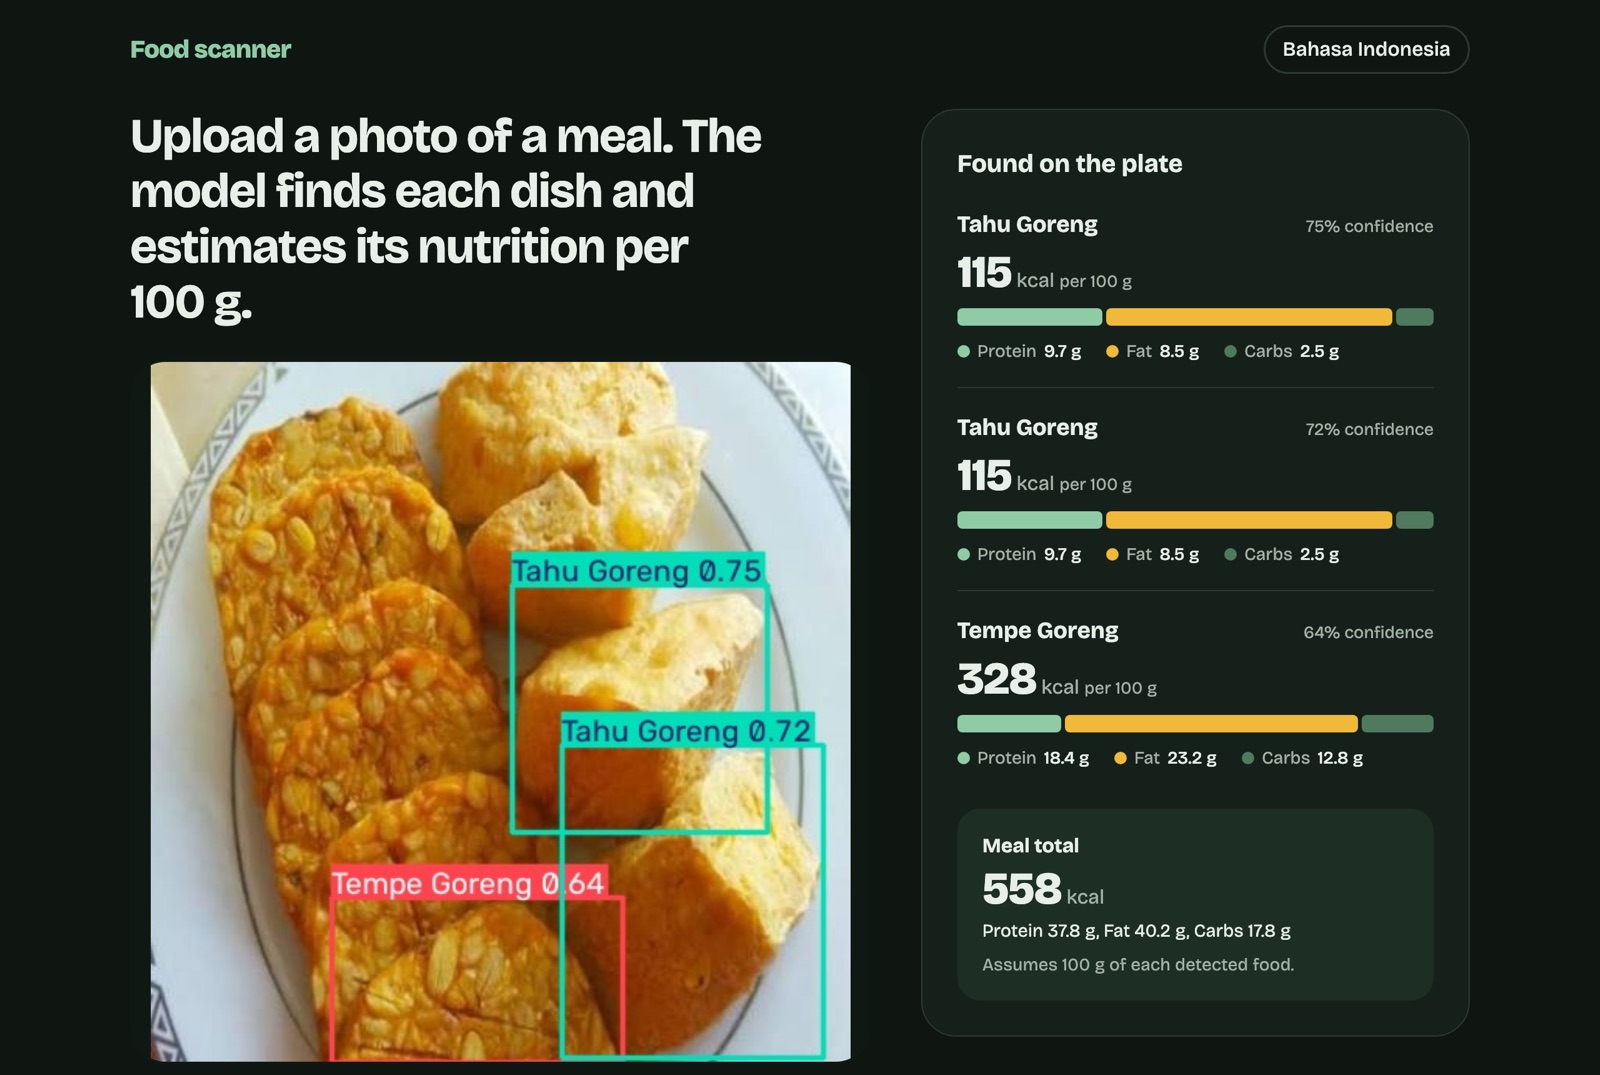 Food scanner
Bahasa Indonesia
Upload a photo of a meal. The
model finds each dish and
estimates its nutrition per
100 g.
Tahu Goreng 0.75
Tahu Goreng 0.72
Tempe Goreng 0.64
Found on the plate
Tahu Goreng 75% confidence
115 kcal per 100 g
Protein 9.7 g Fat 8.5 g Carbs 2.5 g
Tahu Goreng 72% confidence
115 kcal per 100 g
Protein 9.7 g Fat 8.5 g Carbs 2.5 g
Tempe Goreng 64% confidence
328 kcal per 100 g
Protein 18.4 g Fat 23.2 g Carbs 12.8 g
Meal total
558 kcal
Protein 37.8 g, Fat 40.2 g, Carbs 17.8 g
Assumes 100 g of each detected food.